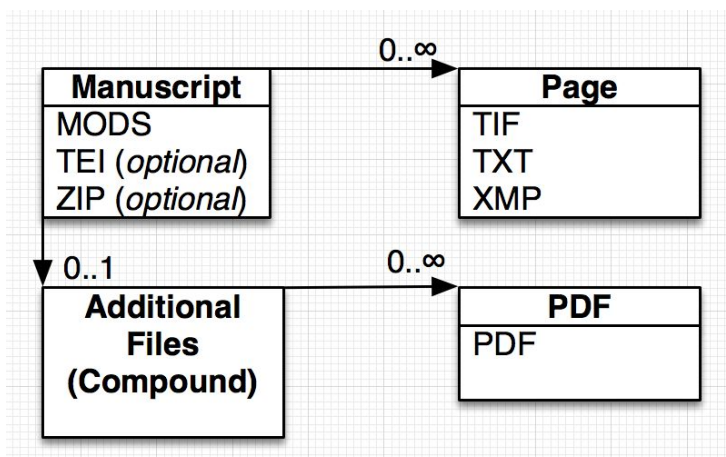 0..∞
Manuscript
MODS
TEI (optional)
ZIP (optional)
Page
TIF
TXT
XMP
0..1
0..∞
Additional
Files
(Compound)
PDF
PDF